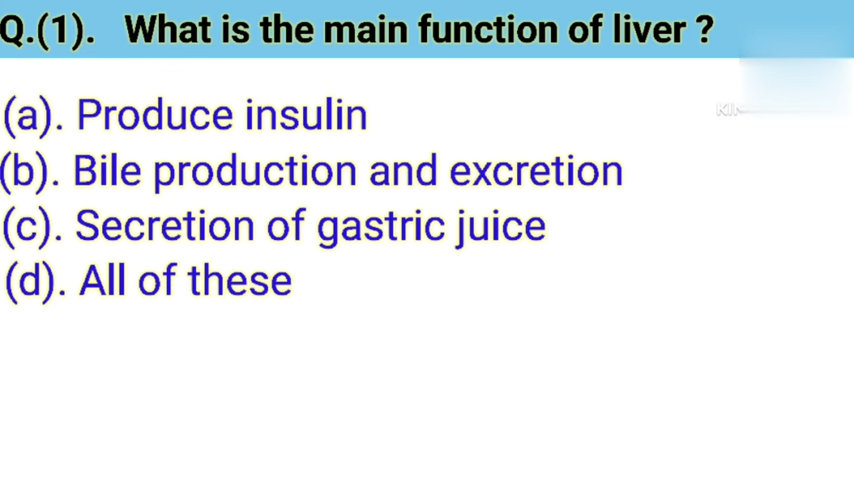 Q.(1). What is the main function of liver ?
(a). Produce insulin
(b). Bile production and excretion
(c). Secretion of gastric juice
(d). All of these